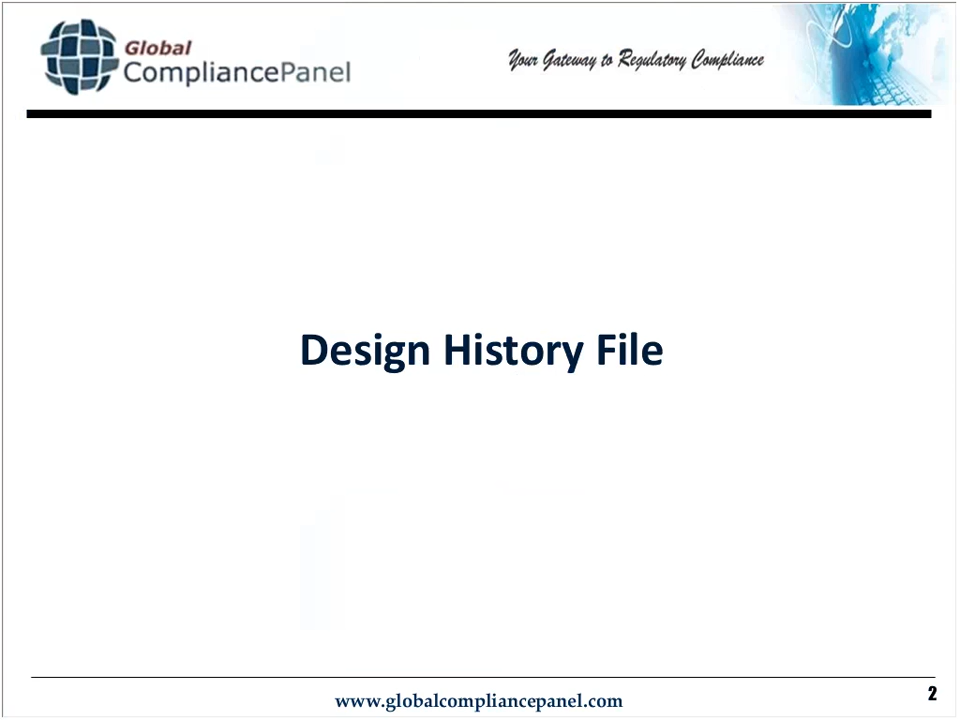 Global
CompliancePanel
Your Gateway to Regulatory Compliance
Design History File
www.globalcompliancepanel.com
2